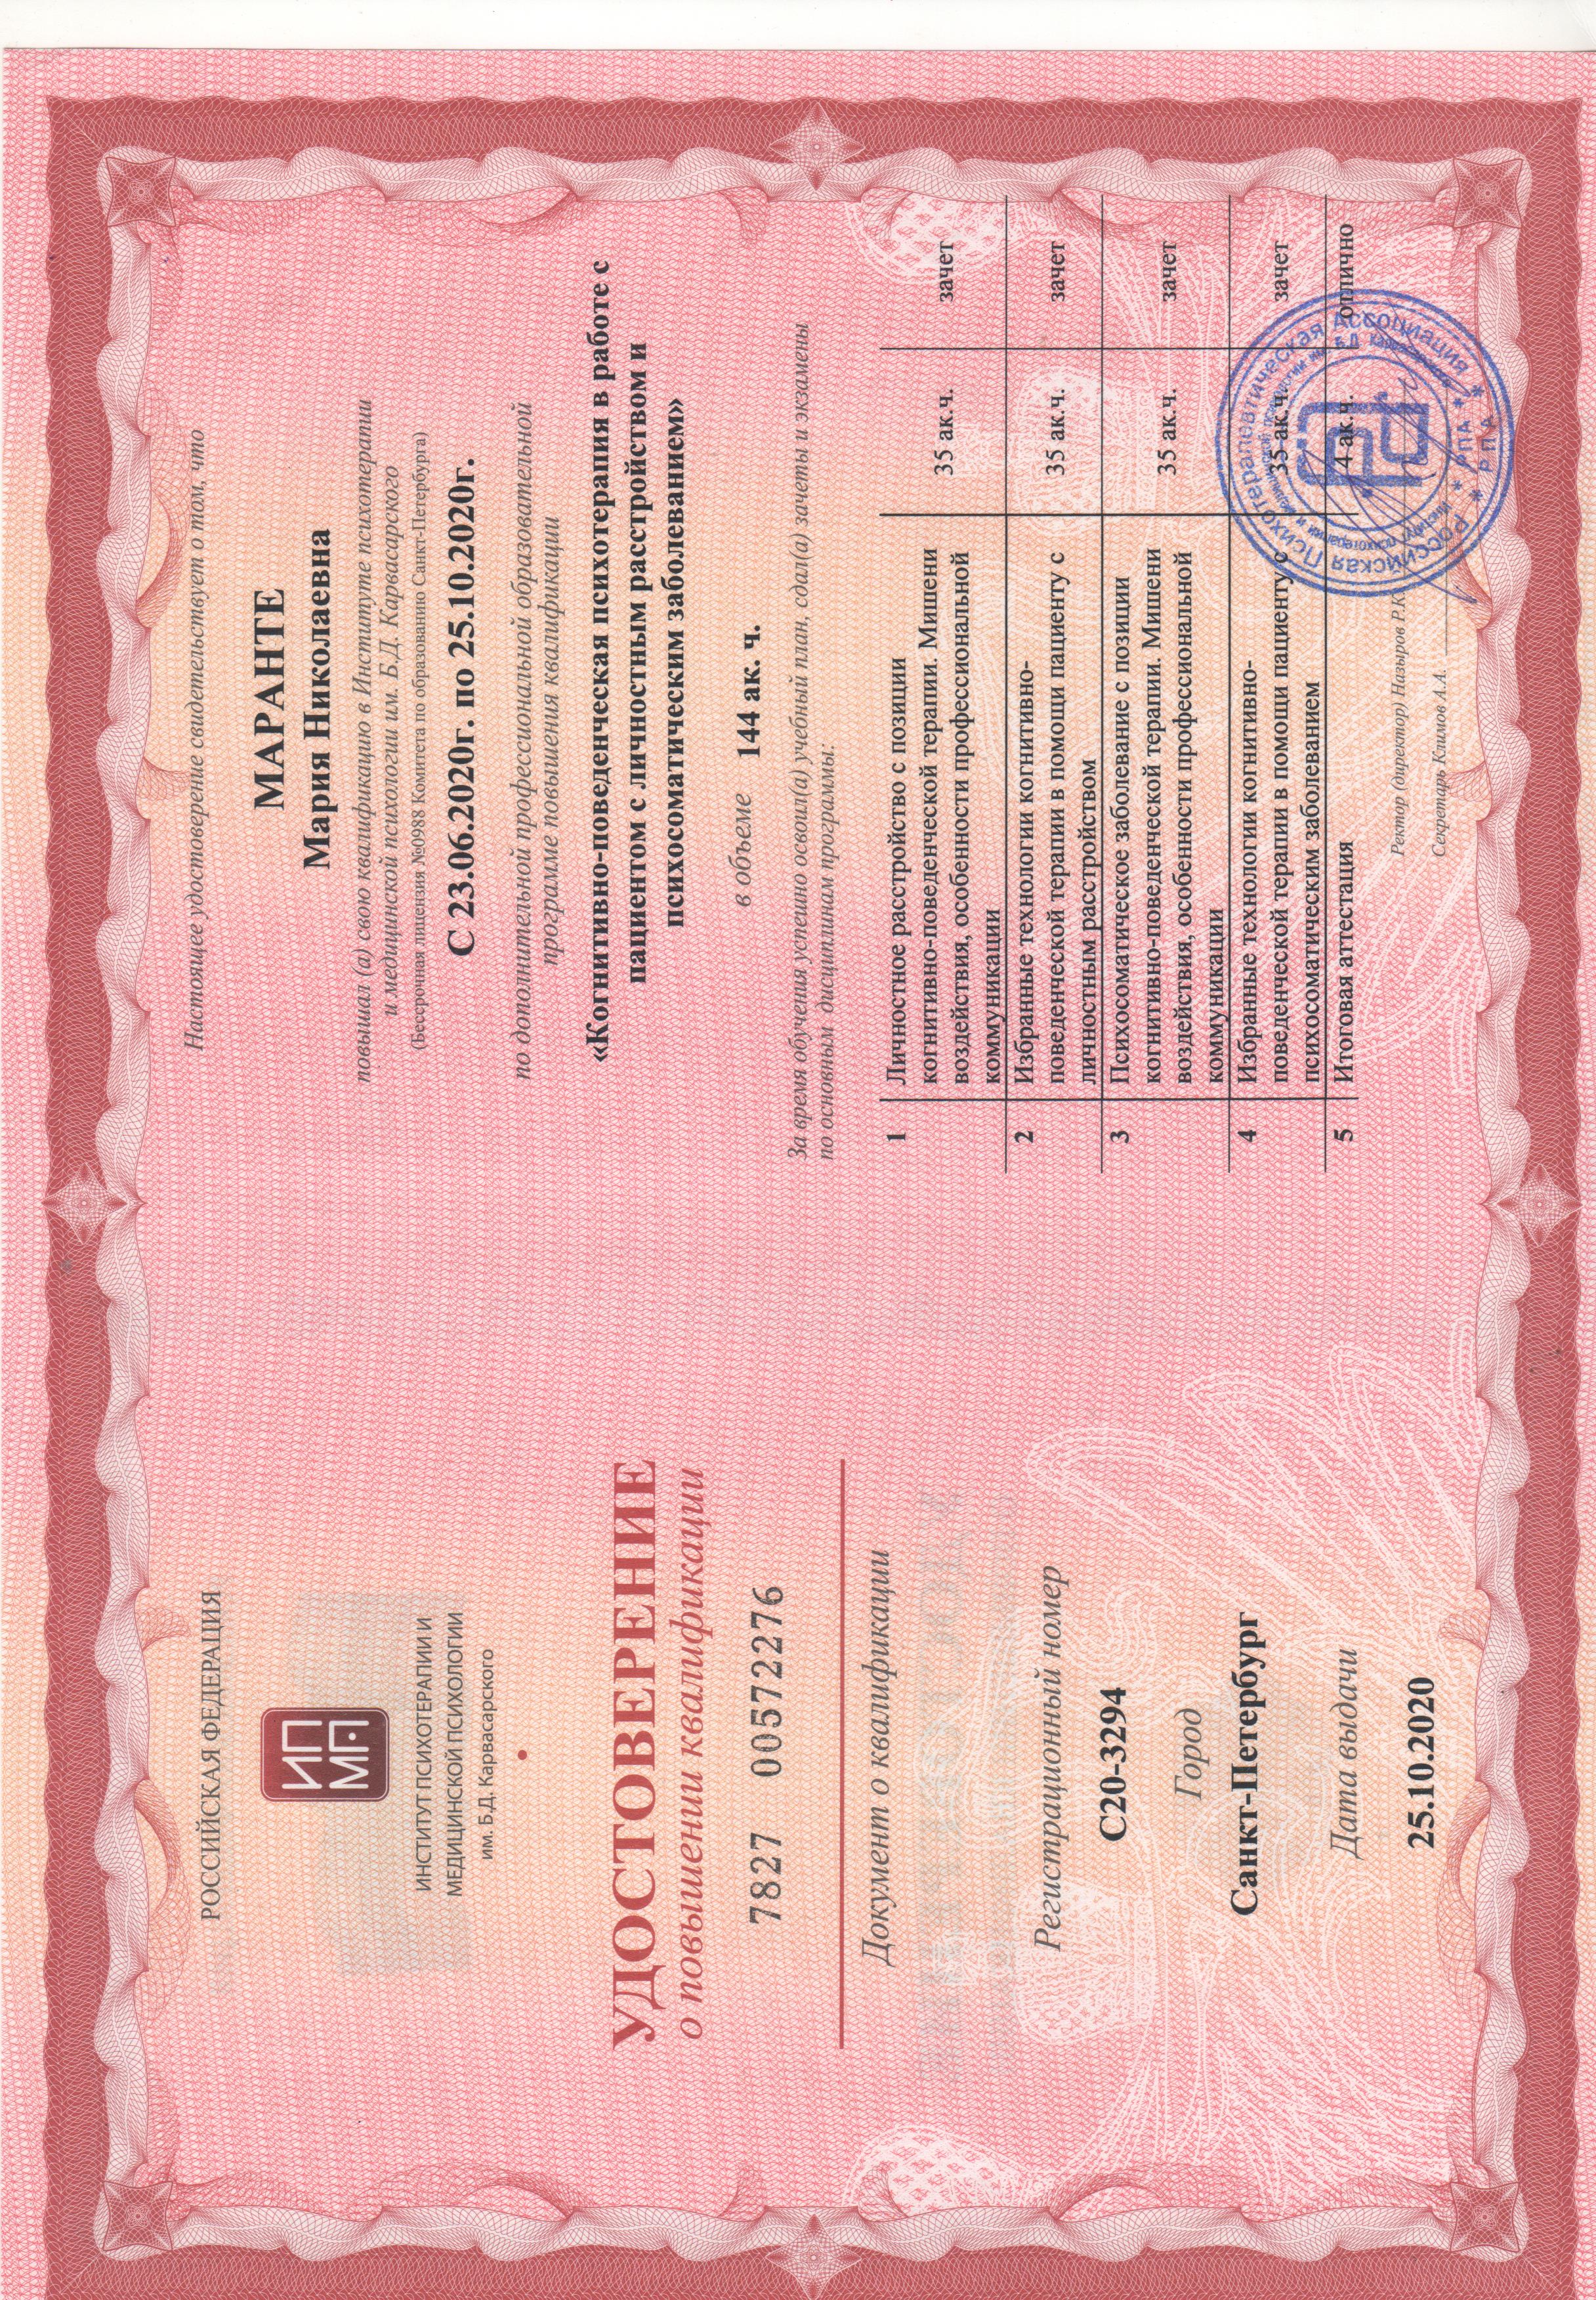 РОССИЙСКАЯ ФЕДЕРАЦИЯ
ИП
МП
ИНСТИТУТ ПСИХОТЕРАПИИ И
МЕДИЦИНСКОЙ ПСИХОЛОГИИ
им. Б.Д. Карвасарского
УДОСТОВЕРЕНИЕ
о повышении квалификации
7827 00572276
Документ о квалификации
Регистрационный номер
С20-3294
Город
Санкт-Петербург
Дата выдачи
25.10.2020
Настоящее удостоверение свидетельствует о том, что
МАРАНТЕ
Мария Николаевна
повышал (а) свою квалификацию в Институте психотерапии
и медицинской психологии им. Б.Д. Карвасарского
(Бессрочная лицензия №0988 Комитета по образованию Санкт-Петербурга)
С 23.06.2020г. по 25.10.2020г.
по дополнительной профессиональной образовательной
программе повышения квалификации
«Когнитивно-поведенческая психотерапия в работе с
пациентом с личностным расстройством и
психосоматическим заболеванием»
в объеме 144 ак. ч.
За время обучения успешно освоил(а) учебный план, сдал(а) зачеты и экзамены
по основным дисциплинам программы:
1 Личностное расстройство с позиции
когнитивно-поведенческой терапии. Мишени
воздействия, особенности профессиональной
коммуникации
35 ак.ч. зачет
2 Избранные технологии когнитивно-
поведенческой терапии в помощи пациенту с
личностным расстройством
35 ак.ч. зачет
3 Психосоматическое заболевание с позиции
когнитивно-поведенческой терапии. Мишени
воздействия, особенности профессиональной
коммуникации
35 ак.ч. зачет
4 Избранные технологии когнитивно-
поведенческой терапии в помощи пациенту с
психосоматическим заболеванием
35 ак.ч. зачет
5 Итоговая аттестация 4 ак.ч. отлично
Ректор (директор) Назыров Р.К.
Секретарь Климов А.А.
Российская Психотерапевтическая Ассоциация
Институт психотерапии и медицинской психологии им. Б.Д.
* РПА *
* РПА *